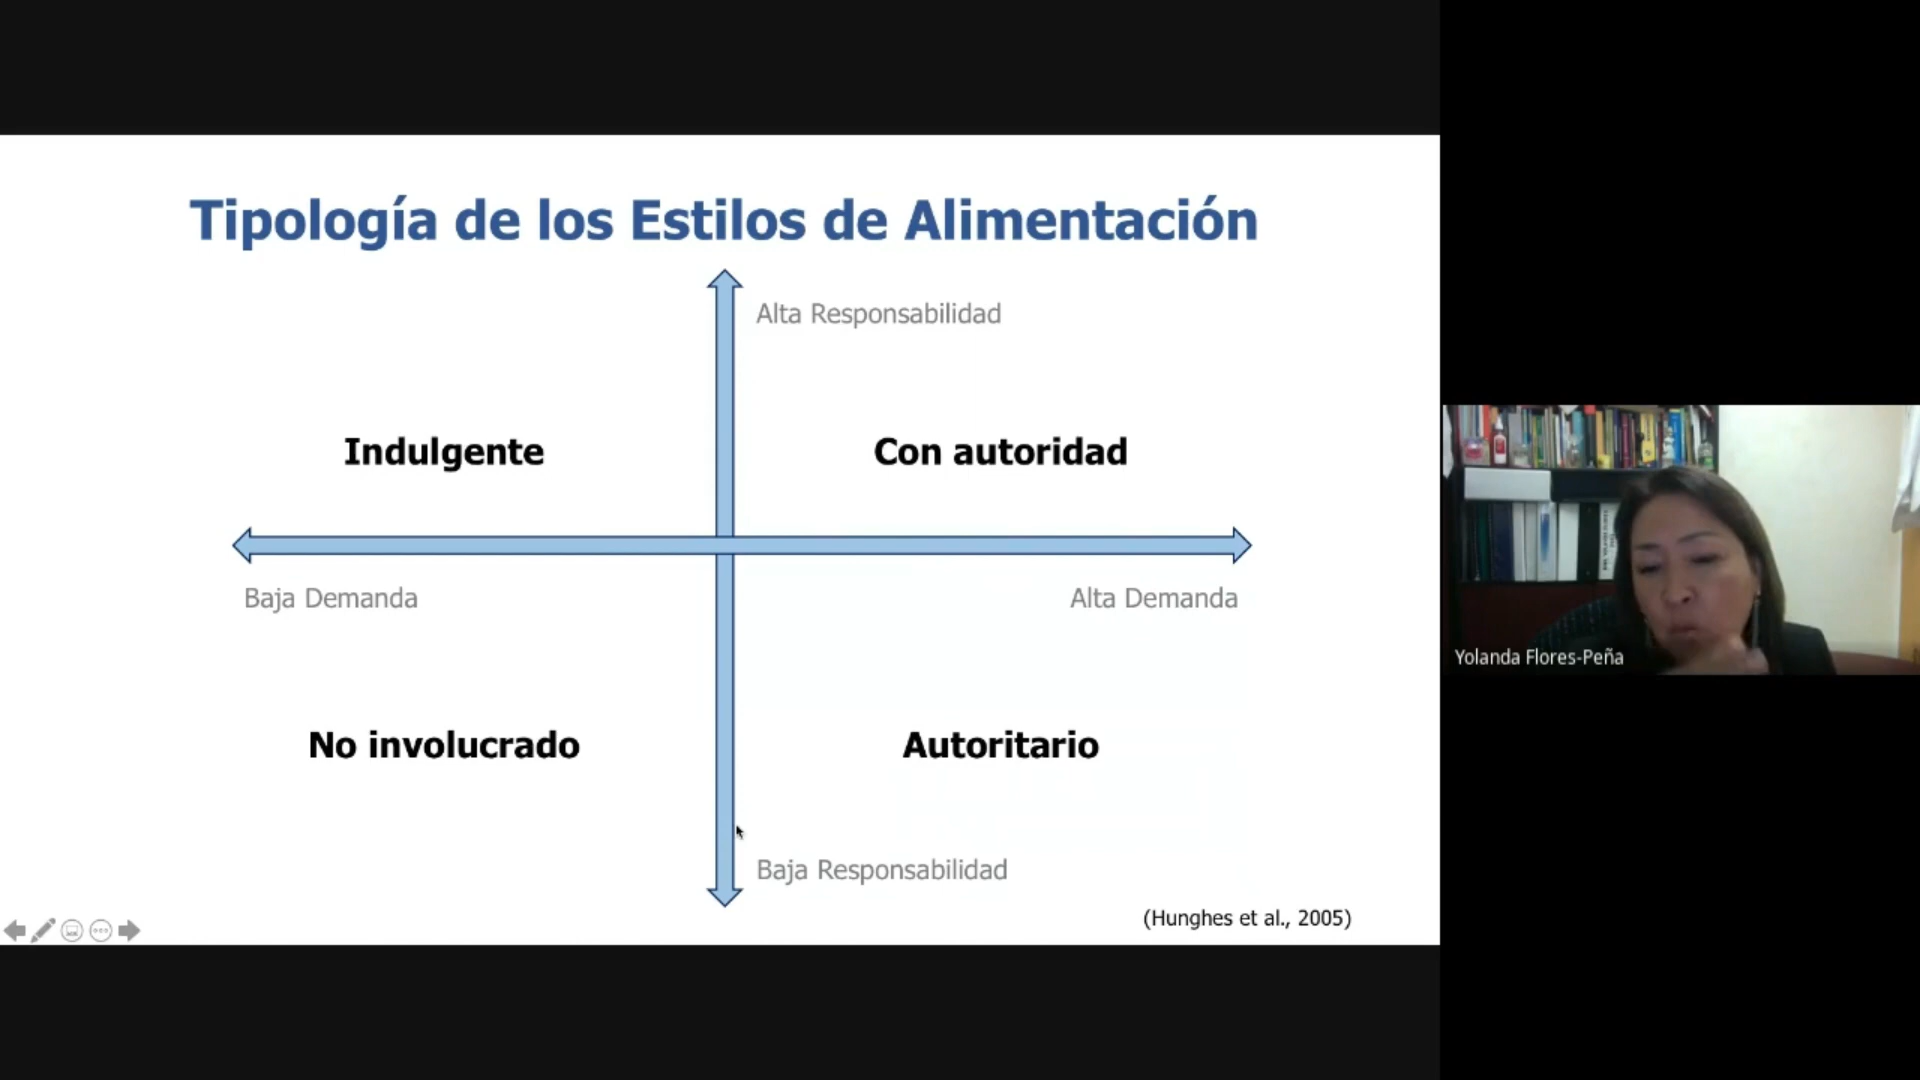 Tipología de los Estilos de Alimentación
Alta Responsabilidad
Indulgente
Con autoridad
Baja Demanda
Alta Demanda
No involucrado
Autoritario
Baja Responsabilidad
(Hunghes et al., 2005)
Yolanda Flores-Peña